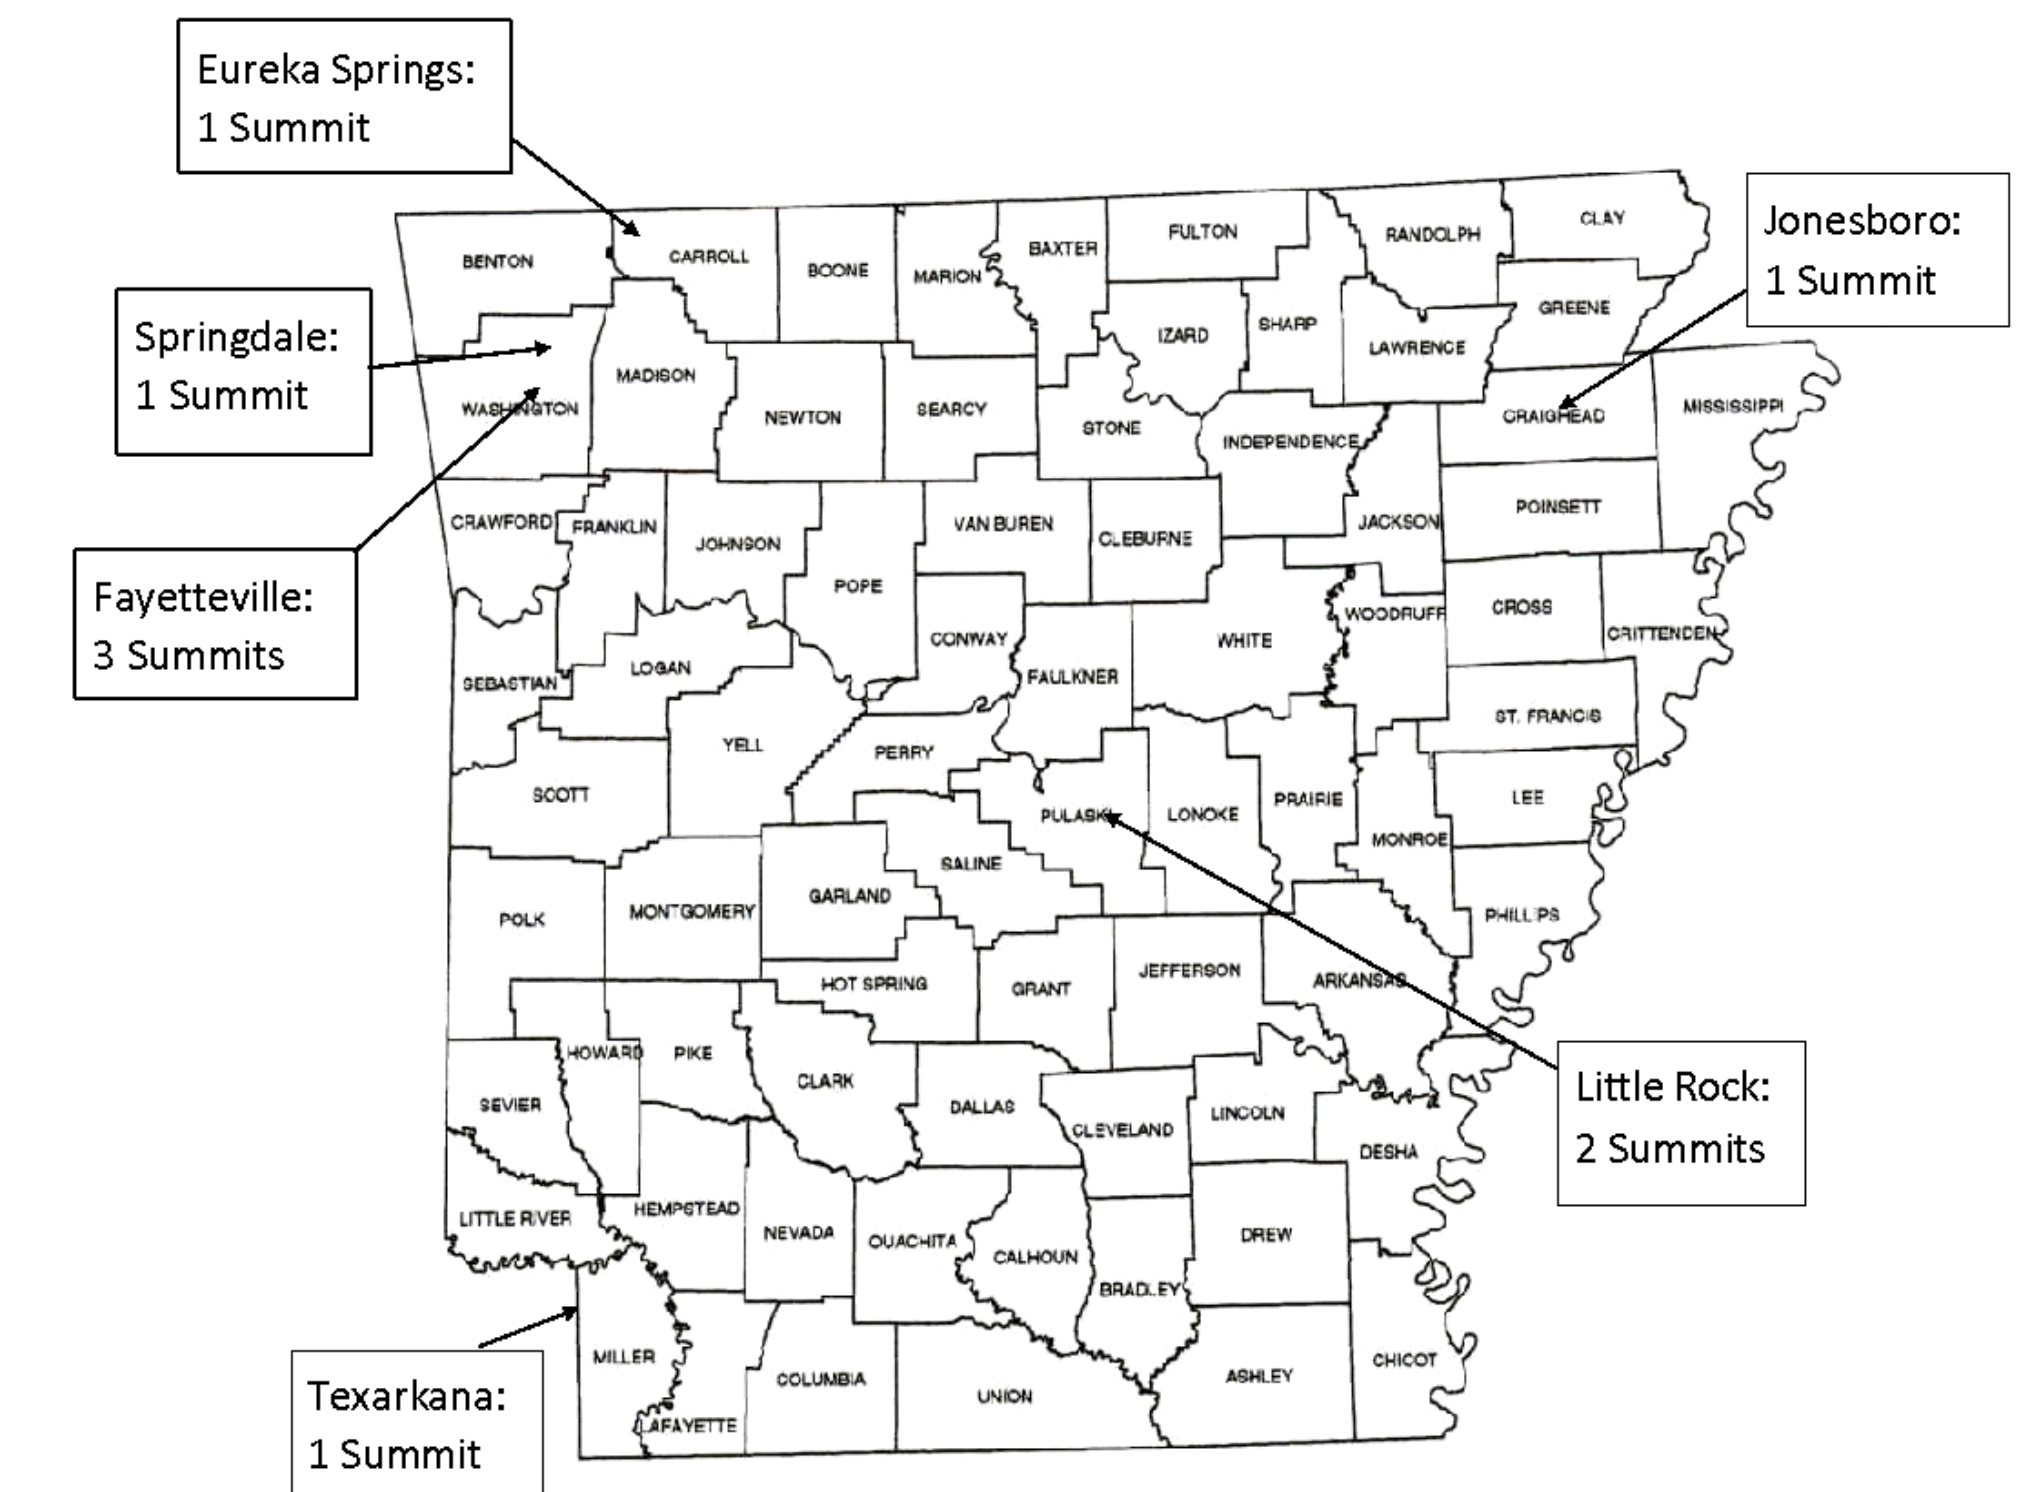 Eureka Springs:
1 Summit
Jonesboro:
1 Summit
Springdale:
1 Summit
Fayetteville:
3 Summits
Little Rock:
2 Summits
Texarkana:
1 Summit
BENTON
CARROLL
BOONE
MARION
BAXTER
FULTON
RANDOLPH
CLAY
GREENE
IZARD
SHARP
LAWRENCE
WASHINGTON
MADISON
NEWTON
SEARCY
STONE
INDEPENDENCE
CRAIGHEAD
MISSISSIPPI
CRAWFORD
FRANKLIN
JOHNSON
POPE
VAN BUREN
CLEBURNE
JACKSON
POINSETT
SEBASTIAN
LOGAN
CONWAY
FAULKNER
WHITE
WOODRUFF
CROSS
CRITTENDEN
SCOTT
YELL
PERRY
PULASKI
LONOKE
PRAIRIE
MONROE
ST. FRANCIS
LEE
PHILLIPS
POLK
MONTGOMERY
GARLAND
SALINE
HOT SPRING
GRANT
JEFFERSON
ARKANSAS
SEVIER
HOWARD
PIKE
CLARK
DALLAS
CLEVELAND
LINCOLN
DESHA
LITTLE RIVER
HEMPSTEAD
NEVADA
OUACHITA
CALHOUN
BRADLEY
DREW
MILLER
LAFAYETTE
COLUMBIA
UNION
ASHLEY
CHICOT